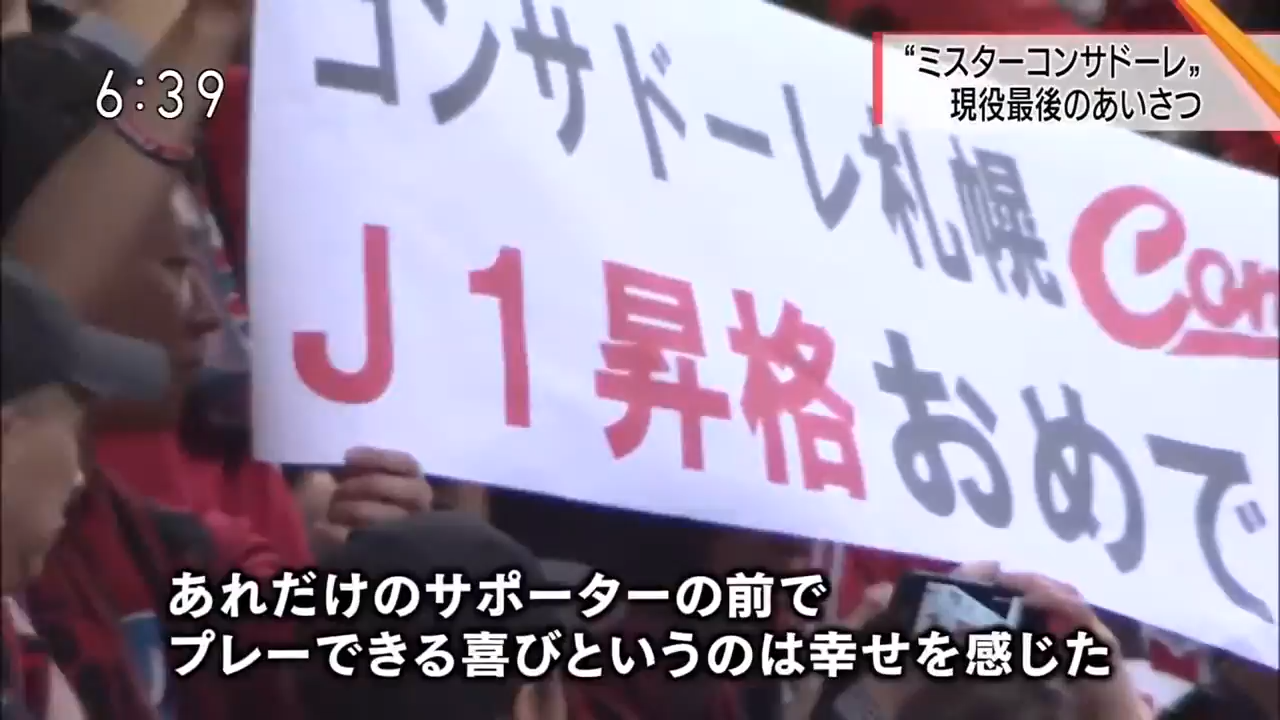 6:39
“ミスターコンサドーレ„
現役最後のあいさつ
コンサドーレ札幌
Con
J1昇格おめで
あれだけのサポーターの前で
プレーできる喜びというのは幸せを感じた